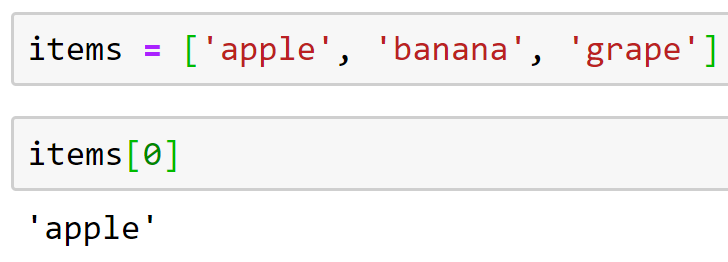 items = ['apple', 'banana', 'grape']
items[0]
'apple'